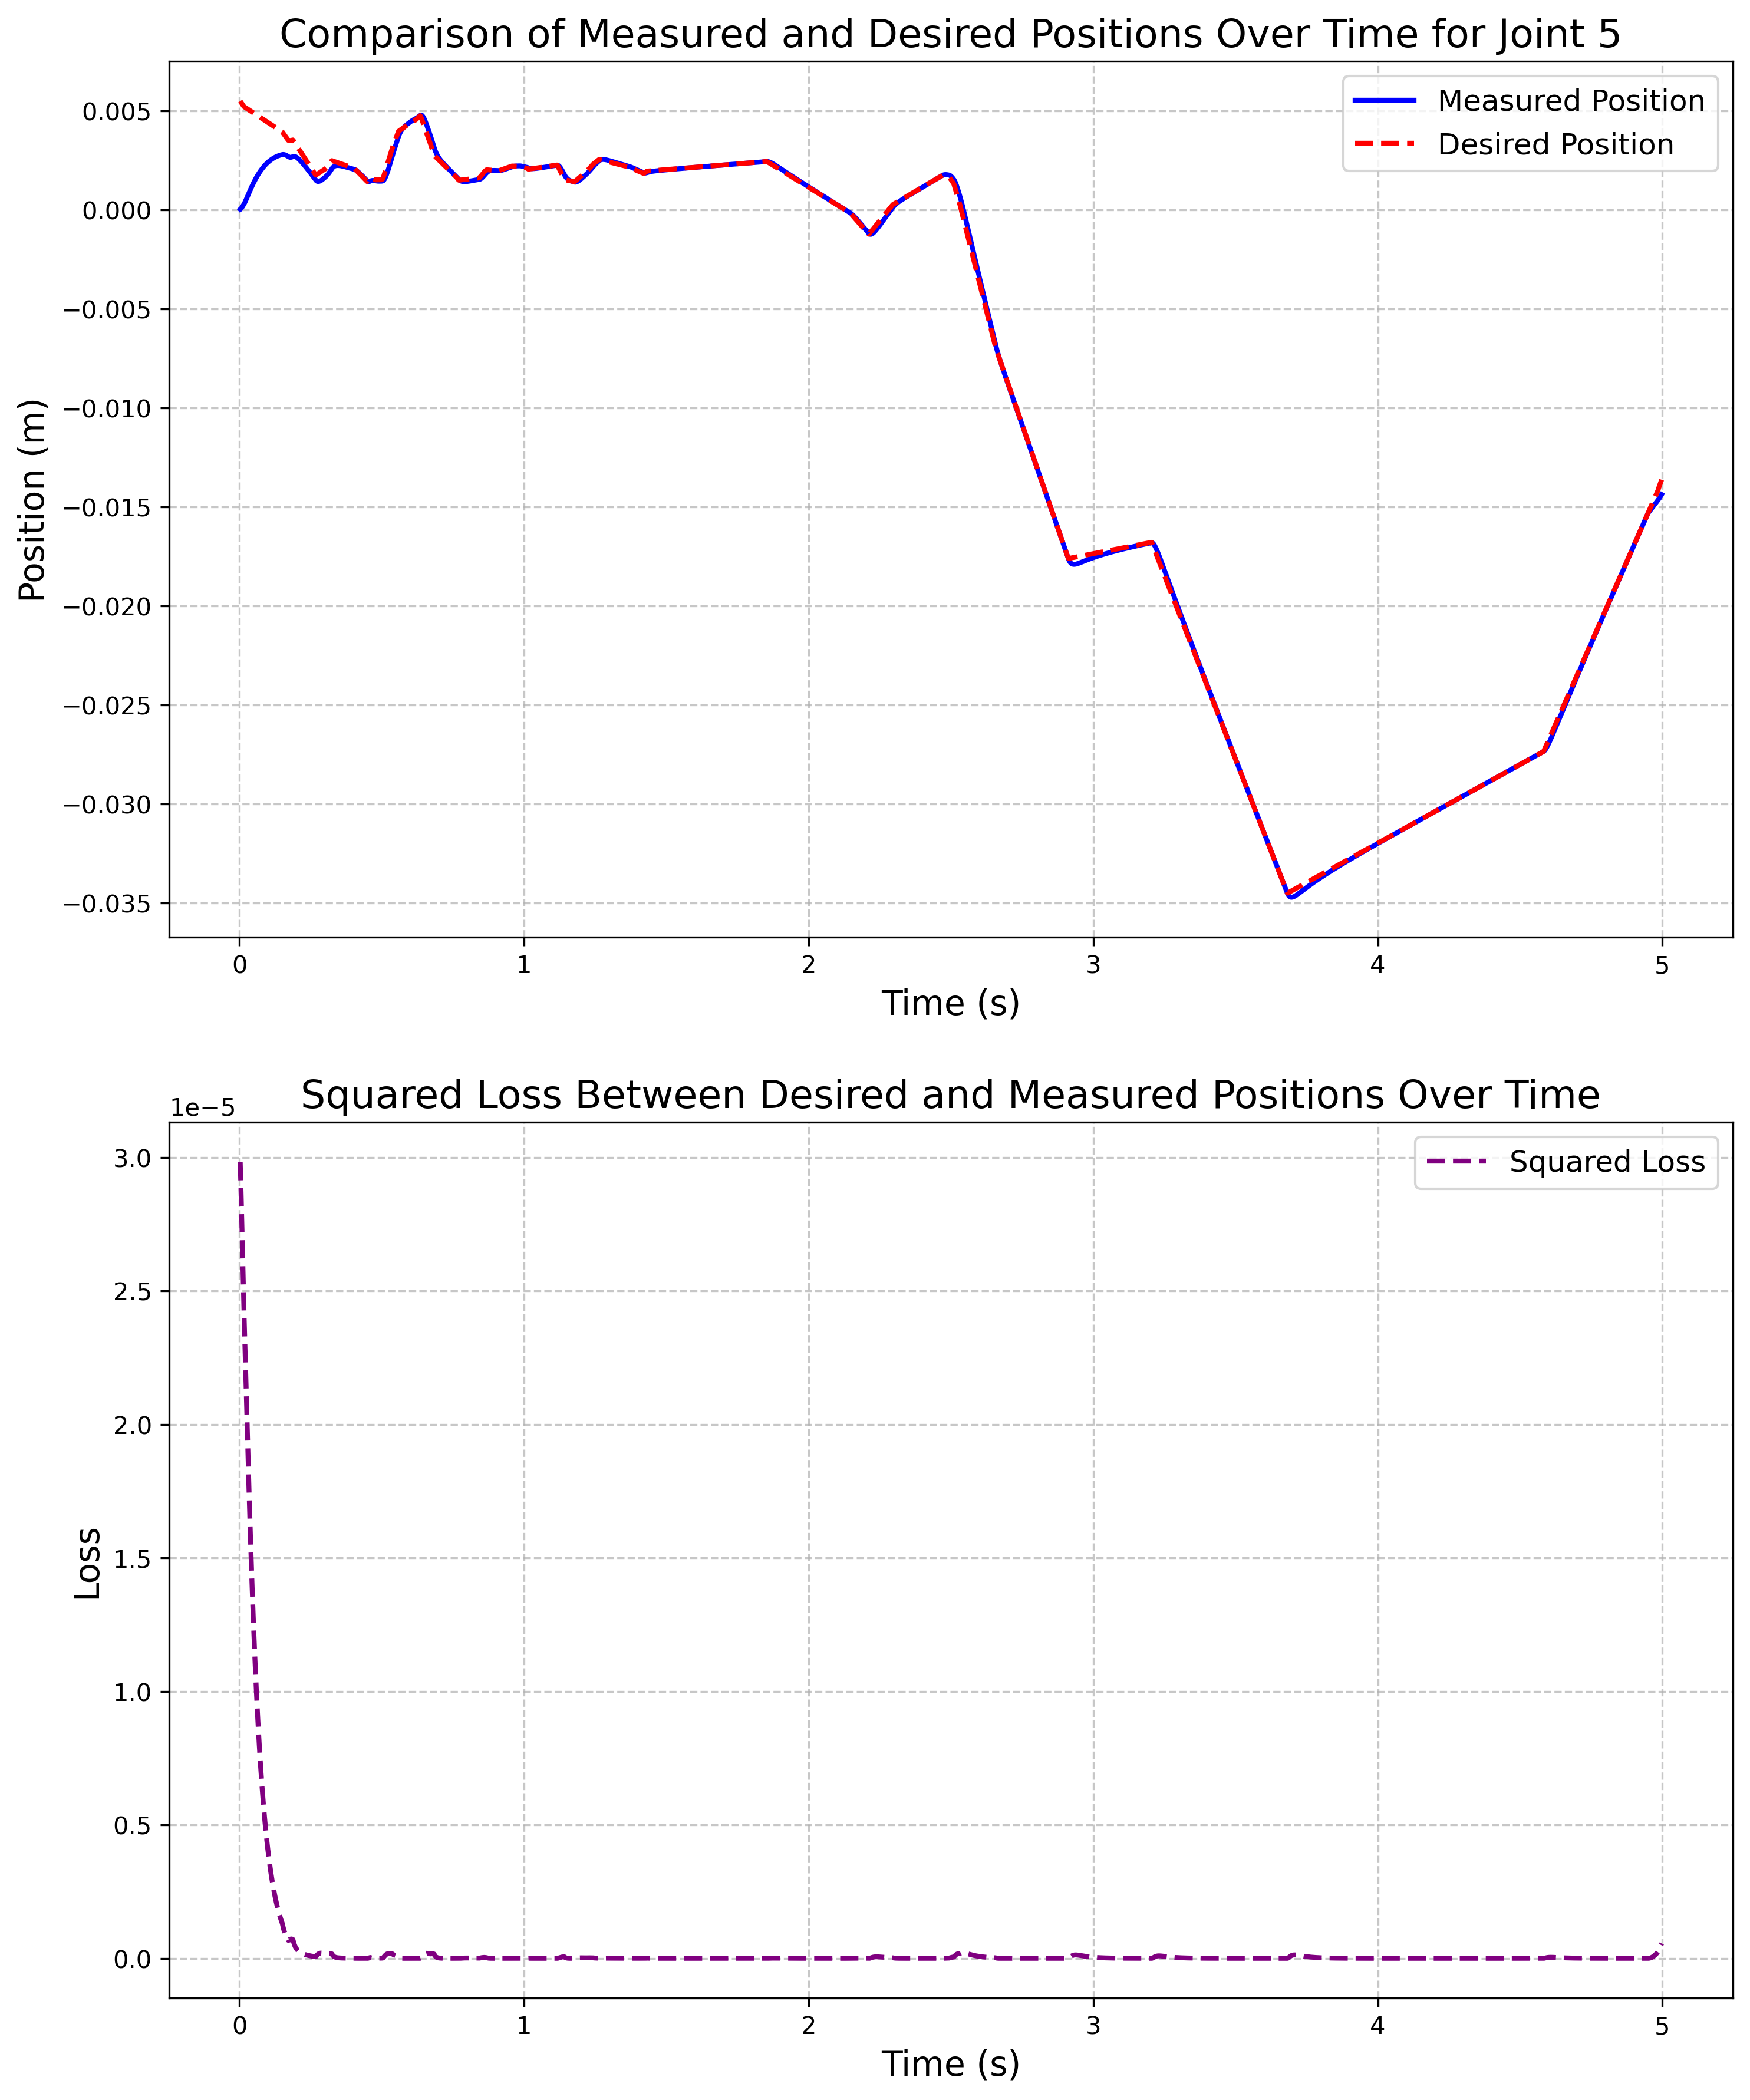 Comparison of Measured and Desired Positions Over Time for Joint 5
Measured Position
Desired Position
0.005
0.000
−0.005
−0.010
−0.015
−0.020
−0.025
−0.030
−0.035
Position (m)
0 1 2 3 4 5
Time (s)
Squared Loss Between Desired and Measured Positions Over Time
1e−5
Squared Loss
3.0
2.5
2.0
1.5
1.0
0.5
0.0
Loss
0 1 2 3 4 5
Time (s)